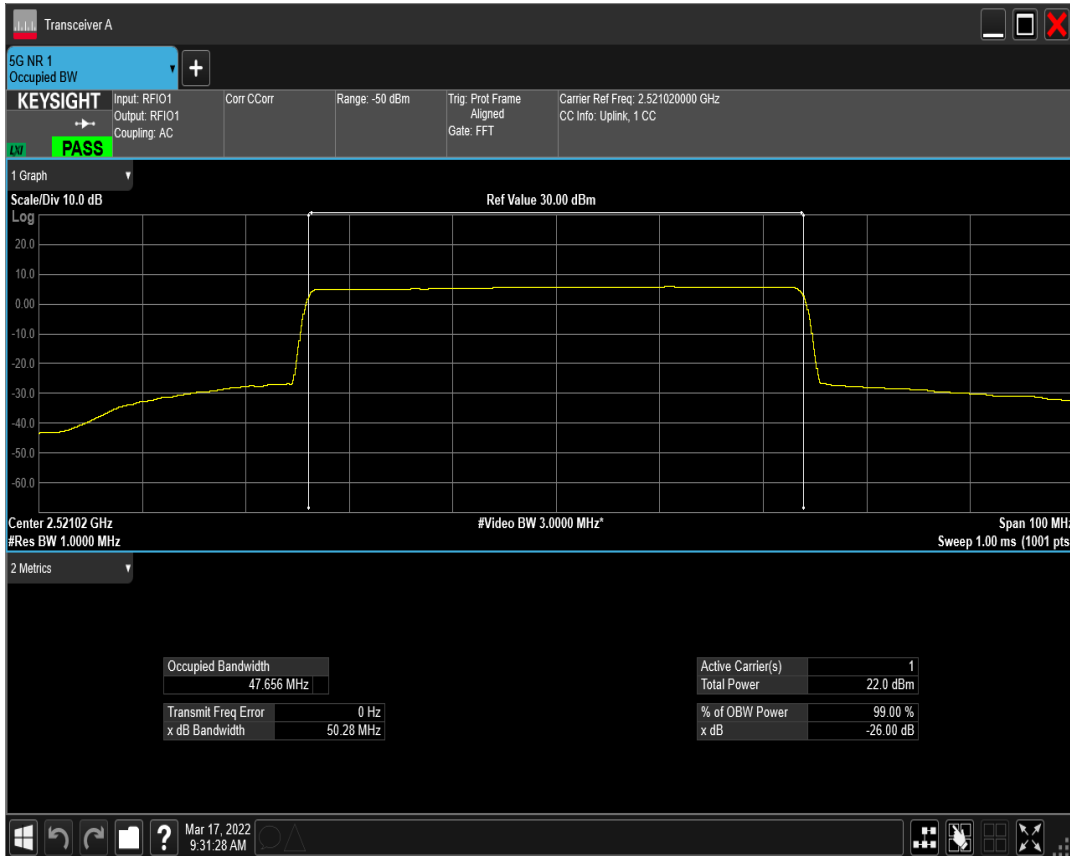 Transceiver A
5G NR 1
Occupied BW
KEYSIGHT
LXI
PASS
Input: RFIO1
Output: RFIO1
Coupling: AC
Corr CCorr
Range: -50 dBm
Trig: Prot Frame
Aligned
Gate: FFT
Carrier Ref Freq: 2.521020000 GHz
CC Info: Uplink, 1 CC
1 Graph
Scale/Div 10.0 dB
Ref Value 30.00 dBm
Log
20.0
10.0
0.00
-10.0
-20.0
-30.0
-40.0
-50.0
-60.0
Center 2.52102 GHz
#Video BW 3.0000 MHz*
Span 100 MHz
#Res BW 1.0000 MHz
Sweep 1.00 ms (1001 pts
2 Metrics
Occupied Bandwidth
47.656 MHz
Transmit Freq Error 0 Hz
x dB Bandwidth 50.28 MHz
Active Carrier(s) 1
Total Power 22.0 dBm
% of OBW Power 99.00 %
x dB -26.00 dB
?
Mar 17, 2022
9:31:28 AM